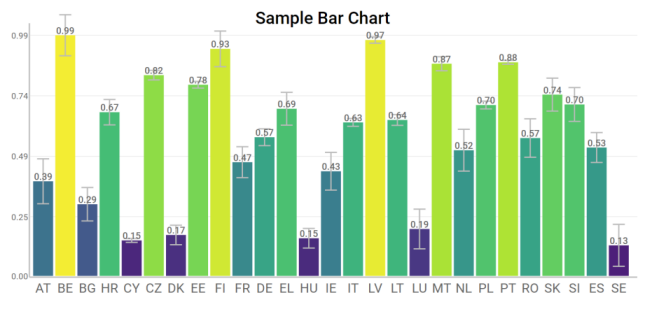 Sample Bar Chart
0.99
0.74
0.49
0.25
0.00
0.39 0.99 0.29 0.67 0.15 0.82 0.17 0.78 0.93 0.47 0.57 0.69 0.15 0.43 0.63 0.97 0.64 0.19 0.87 0.52 0.70 0.88 0.57 0.74 0.70 0.53 0.13
AT BE BG HR CY CZ DK EE FI FR DE EL HU IE IT LV LT LU MT NL PL PT RO SK SI ES SE